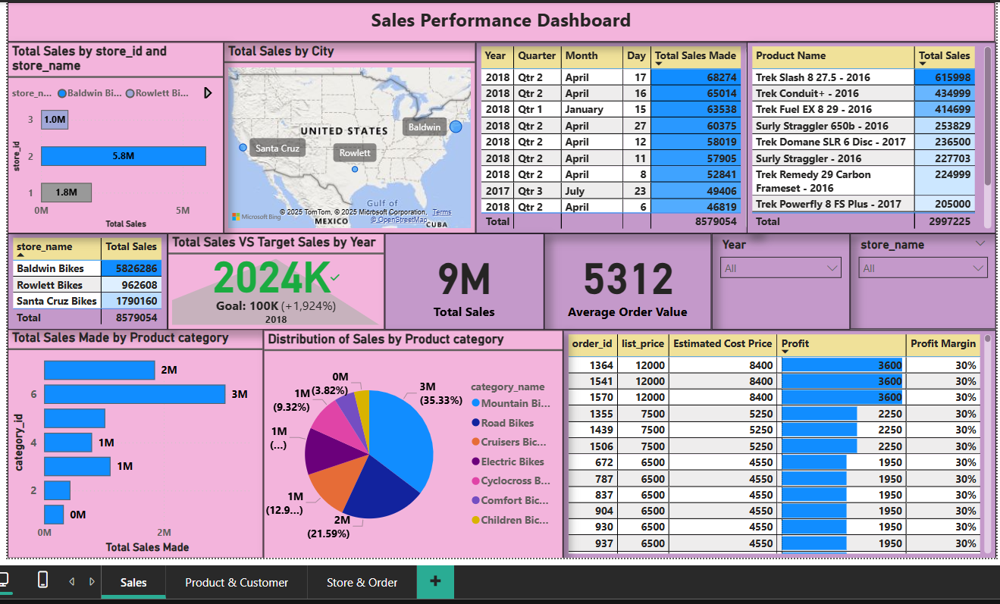 Sales Performance Dashboard
Total Sales by store_id and
store_name
store_n... Baldwin Bi... Rowlett Bi...
3 1.0M
2 5.8M
1 1.8M
store_id
0M 5M
Total Sales
Total Sales by City
UNITED STATES
Baldwin
Santa Cruz
Rowlett
Gulf of
MEXICO
CUBA
Microsoft Bing
© 2025 TomTom, © 2025 Microsoft Corporation, Terms
© OpenStreetMap
Year Quarter Month Day Total Sales Made
2018 Qtr 2 April 17 68274
2018 Qtr 2 April 16 65014
2018 Qtr 1 January 15 63538
2018 Qtr 2 April 27 60375
2018 Qtr 2 April 12 58019
2018 Qtr 2 April 11 57905
2018 Qtr 2 April 8 52841
2017 Qtr 3 July 23 49406
2018 Qtr 2 April 6 46819
Total 8579054
Product Name Total Sales
Trek Slash 8 27.5 - 2016 615998
Trek Conduit+ - 2016 434999
Trek Fuel EX 8 29 - 2016 414699
Surly Straggler 650b - 2016 253829
Trek Domane SLR 6 Disc - 2017 236500
Surly Straggler - 2016 227703
Trek Remedy 29 Carbon 224999
Frameset - 2016
Trek Powerfly 8 FS Plus - 2017 205000
Total 2997225
store_name Total Sales
Baldwin Bikes 5826286
Rowlett Bikes 962608
Santa Cruz Bikes 1790160
Total 8579054
Total Sales VS Target Sales by Year
2024K
Goal: 100K (+1,924%)
2018
9M
Total Sales
5312
Average Order Value
Year
All
store_name
All
Total Sales Made by Product category
2M
6 3M
4 1M
1M
2
0M
category_id
0M 2M
Total Sales Made
Distribution of Sales by Product category
3M
(35.33%)
2M
(21.59%)
1M
(12.9...)
1M
(...)
1M
(9.32%)
0M
(3.82%)
category_name
Mountain Bi...
Road Bikes
Cruisers Bic...
Electric Bikes
Cyclocross B...
Comfort Bic...
Children Bic...
order_id list_price Estimated Cost Price Profit Profit Margin
1364 12000 8400 3600 30%
1541 12000 8400 3600 30%
1570 12000 8400 3600 30%
1355 7500 5250 2250 30%
1439 7500 5250 2250 30%
1506 7500 5250 2250 30%
672 6500 4550 1950 30%
787 6500 4550 1950 30%
837 6500 4550 1950 30%
904 6500 4550 1950 30%
930 6500 4550 1950 30%
937 6500 4550 1950 30%
Sales Product & Customer Store & Order +